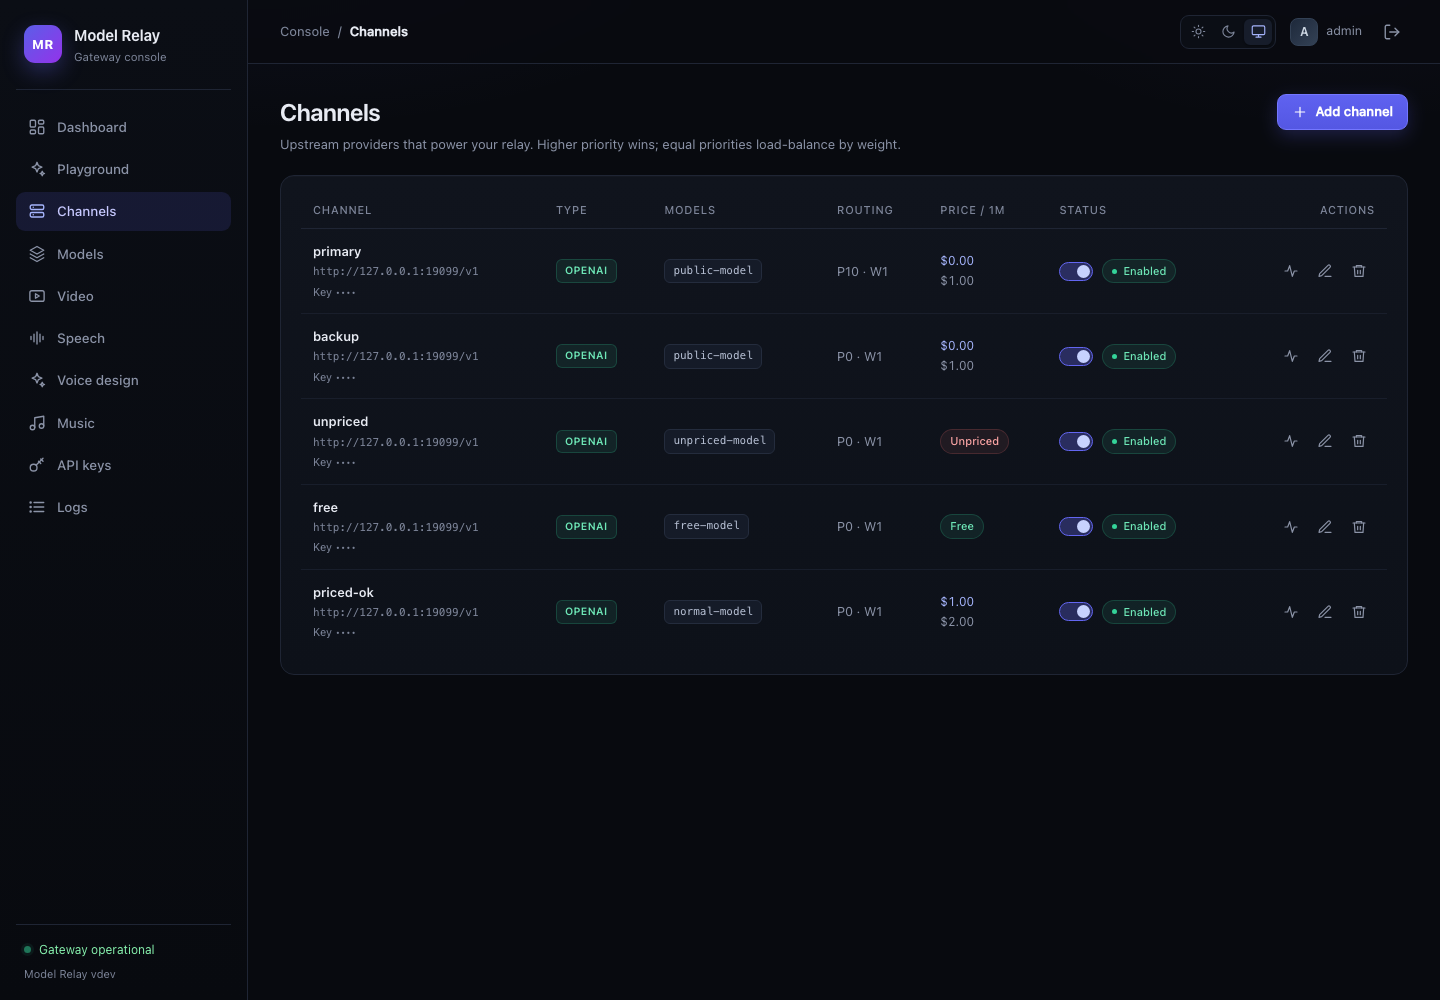 MR
Model Relay
Gateway console
Dashboard
Playground
Channels
Models
Video
Speech
Voice design
Music
API keys
Logs
Gateway operational
Model Relay vdev
Console / Channels
A admin
Channels
Upstream providers that power your relay. Higher priority wins; equal priorities load-balance by weight.
Add channel
CHANNEL TYPE MODELS ROUTING PRICE / 1M STATUS ACTIONS
primary
http://127.0.0.1:19099/v1
Key ••••
OPENAI
public-model
P10 · W1
$0.00
$1.00
Enabled
backup
http://127.0.0.1:19099/v1
Key ••••
OPENAI
public-model
P0 · W1
$0.00
$1.00
Enabled
unpriced
http://127.0.0.1:19099/v1
Key ••••
OPENAI
unpriced-model
P0 · W1
Unpriced
Enabled
free
http://127.0.0.1:19099/v1
Key ••••
OPENAI
free-model
P0 · W1
Free
Enabled
priced-ok
http://127.0.0.1:19099/v1
Key ••••
OPENAI
normal-model
P0 · W1
$1.00
$2.00
Enabled